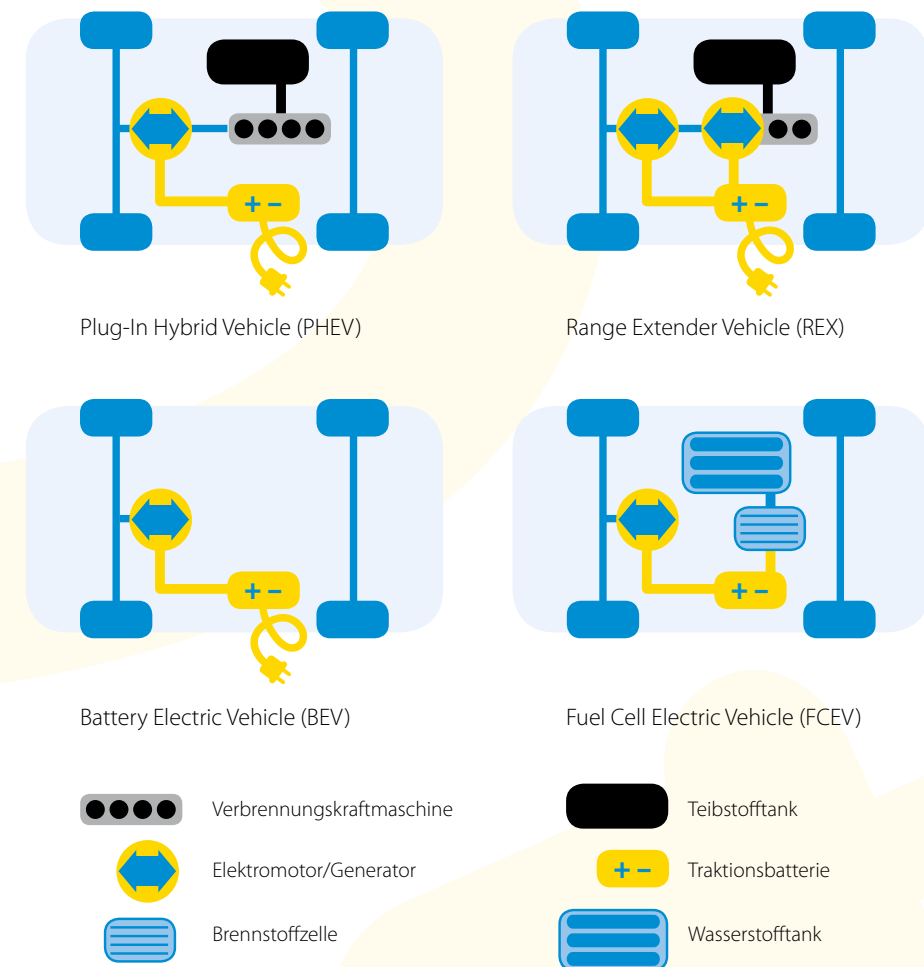 + −
+ −
Plug-In Hybrid Vehicle (PHEV)
Range Extender Vehicle (REX)
+ −
+ −
Battery Electric Vehicle (BEV)
Fuel Cell Electric Vehicle (FCEV)
Verbrennungskraftmaschine
Teibstofftank
Elektromotor/Generator
+ −
Traktionsbatterie
Brennstoffzelle
Wasserstofftank